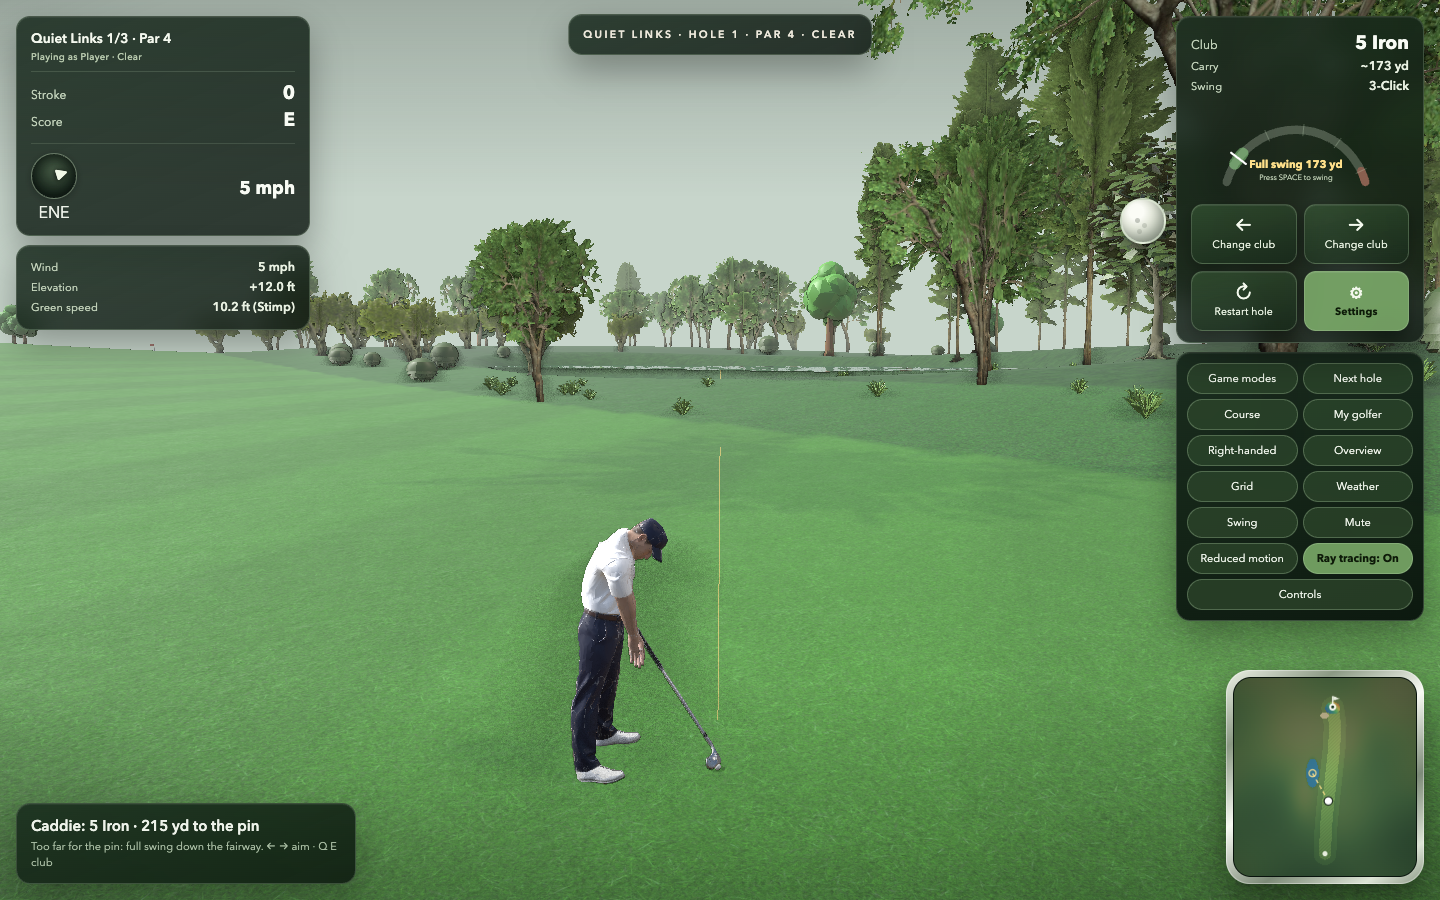 Quiet Links 1/3 · Par 4
Playing as Player · Clear
Stroke 0
Score E
5 mph
ENE
Wind 5 mph
Elevation +12.0 ft
Green speed 10.2 ft (Stimp)
QUIET LINKS · HOLE 1 · PAR 4 · CLEAR
Club 5 Iron
Carry ~173 yd
Swing 3-Click
Full swing 173 yd
Press SPACE to swing
← →
Change club Change club
Restart hole Settings
Game modes Next hole
Course My golfer
Right-handed Overview
Grid Weather
Swing Mute
Reduced motion Ray tracing: On
Controls
Caddie: 5 Iron · 215 yd to the pin
Too far for the pin: full swing down the fairway. ← → aim · Q E
club